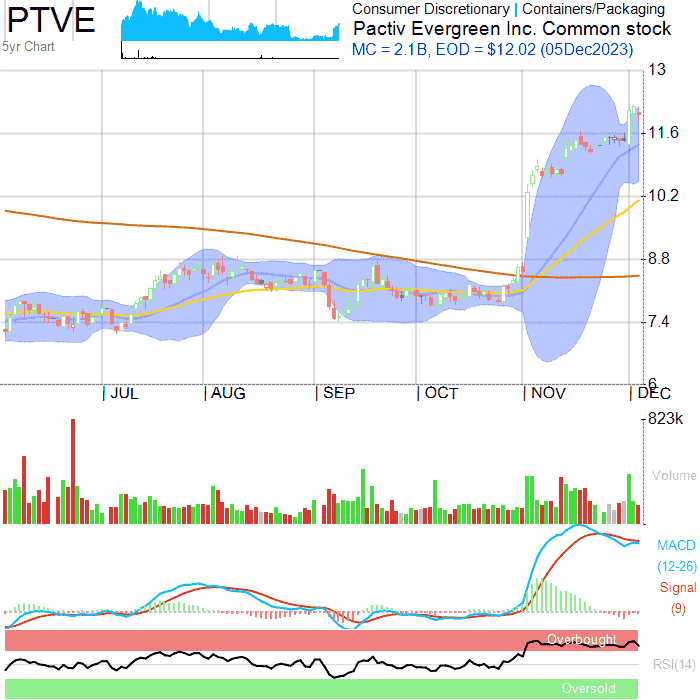 PTVE
5yr Chart
Consumer Discretionary | Containers/Packaging
Pactiv Evergreen Inc. Common stock
MC = 2.1B, EOD = $12.02 (05Dec2023)
13
11.6
10.2
8.8
7.4
6
JUL
AUG
SEP
OCT
NOV
DEC
823k
Volume
MACD
(12-26)
Signal
(9)
Overbought
RSI(14)
Oversold